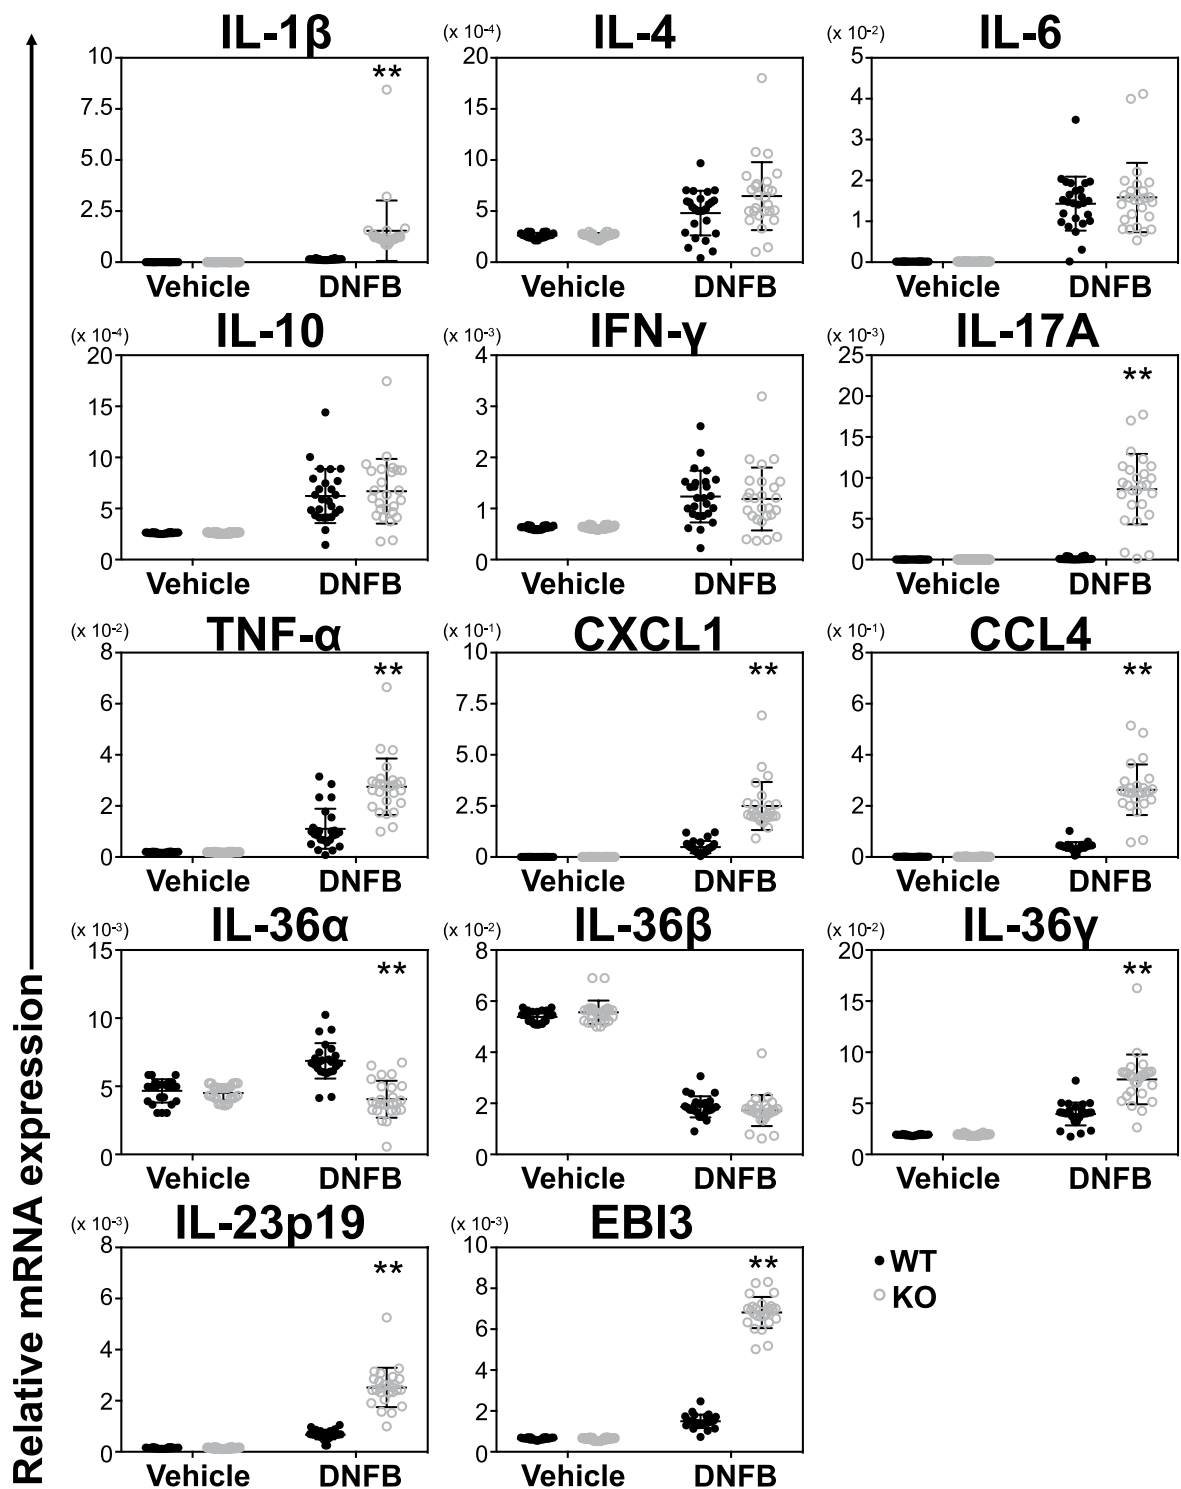 Relative mRNA expression
IL-1β
10
7.5
5.0
2.5
0
**
Vehicle DNFB
IL-4
(x 10-4)
20
15
10
5
0
Vehicle DNFB
IL-6
(x 10-2)
5
4
3
2
1
0
Vehicle DNFB
IL-10
(x 10-4)
20
15
10
5
0
Vehicle DNFB
IFN-γ
(x 10-3)
4
3
2
1
0
Vehicle DNFB
IL-17A
(x 10-3)
25
20
15
10
5
0
**
Vehicle DNFB
TNF-α
(x 10-2)
8
6
4
2
0
**
Vehicle DNFB
CXCL1
(x 10-1)
10
7.5
5.0
2.5
0
**
Vehicle DNFB
CCL4
(x 10-1)
8
6
4
2
0
**
Vehicle DNFB
IL-36α
(x 10-3)
15
10
5
0
**
Vehicle DNFB
IL-36β
(x 10-2)
8
6
4
2
0
Vehicle DNFB
IL-36γ
(x 10-2)
20
15
10
5
0
**
Vehicle DNFB
IL-23p19
(x 10-3)
8
6
4
2
0
**
Vehicle DNFB
EBI3
(x 10-3)
10
8
6
4
2
0
**
Vehicle DNFB
WT
KO